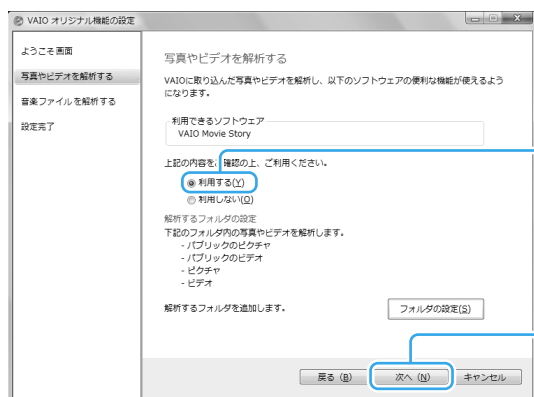 VAIO オリジナル機能の設定
ようこそ画面
写真やビデオを解析する
音楽ファイルを解析する
設定完了
写真やビデオを解析する
VAIOに取り込んだ写真やビデオを解析し、以下のソフトウェアの便利な機能が使えるよう
になります。
利用できるソフトウェア
VAIO Movie Story
上記の内容をご確認の上、ご利用ください。
利用する(Y)
利用しない(O)
解析するフォルダの設定
下記のフォルダ内の写真やビデオを解析します。
- パブリックのピクチャ
- パブリックのビデオ
- ピクチャ
- ビデオ
解析するフォルダを追加します。
フォルダの設定(S)
戻る (B)
次へ (N)
キャンセル